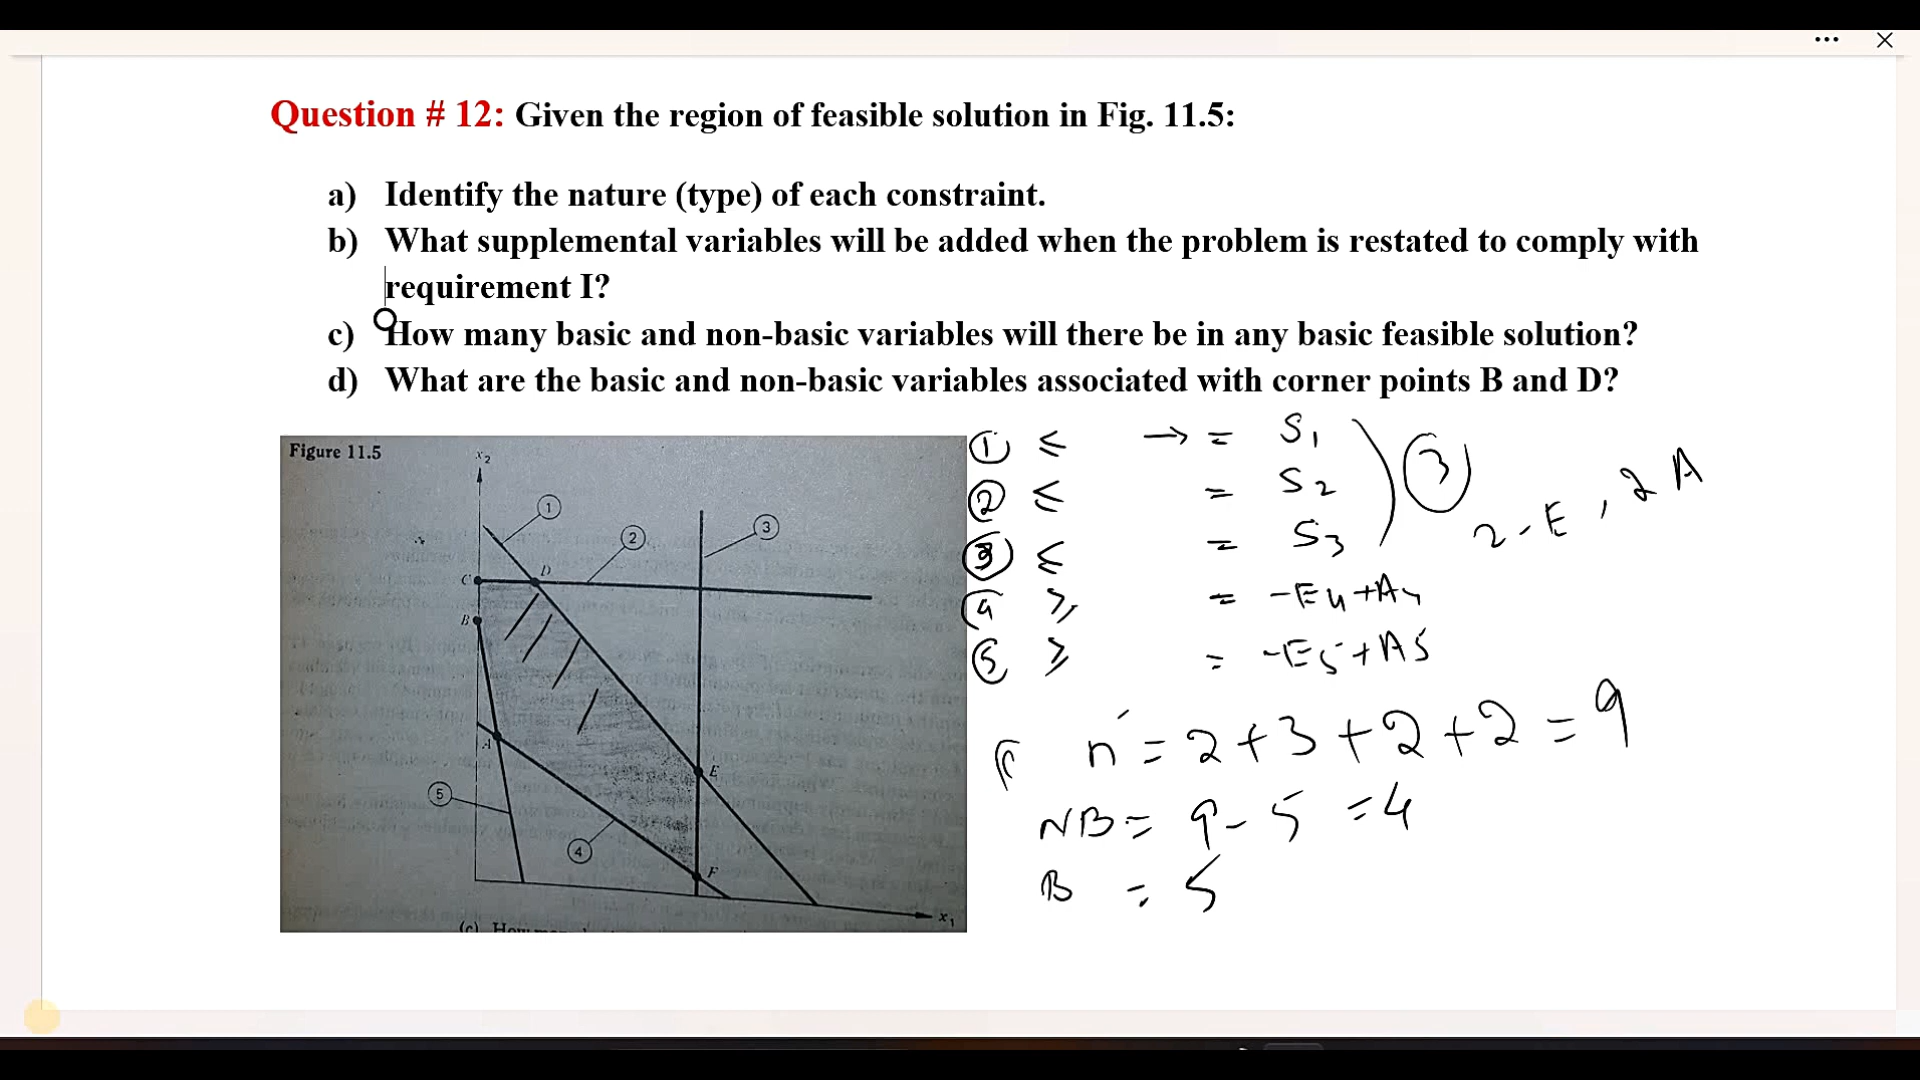 Question # 12: Given the region of feasible solution in Fig. 11.5:
a) Identify the nature (type) of each constraint.
b) What supplemental variables will be added when the problem is restated to comply with
requirement I?
c) How many basic and non-basic variables will there be in any basic feasible solution?
d) What are the basic and non-basic variables associated with corner points B and D?
Figure 11.5
x₂
1
2
3
C
D
B
A
E
5
4
F
x₁
① ≤ → = S₁
② ≤ = S₂
③ ≤ = S₃
③
2-E, 2A
④ ≥ = -E₄+A₄
⑤ ≥ = -E₅+A5
n' = 2+3+2+2 = 9
NB = 9-5 = 4
B = 5